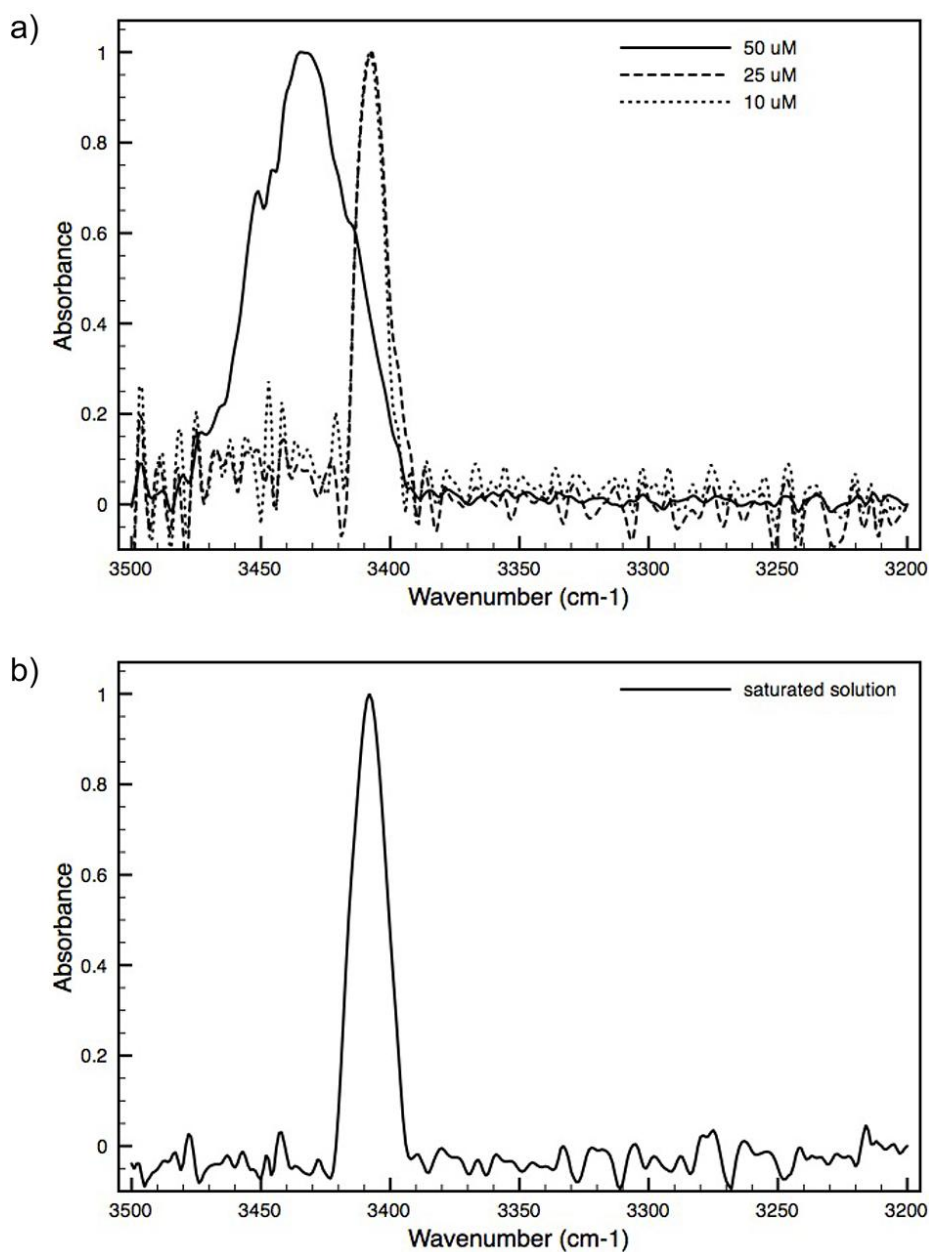 a)
50 uM
25 uM
10 uM
1
0.8
0.6
0.4
0.2
0
Absorbance
3500 3450 3400 3350 3300 3250 3200
Wavenumber (cm-1)
b)
saturated solution
1
0.8
0.6
0.4
0.2
0
Absorbance
3500 3450 3400 3350 3300 3250 3200
Wavenumber (cm-1)